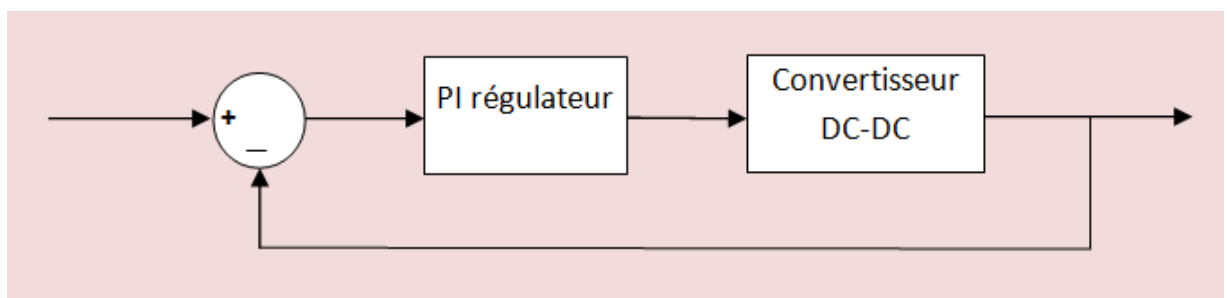 +
_
PI régulateur
Convertisseur
DC-DC